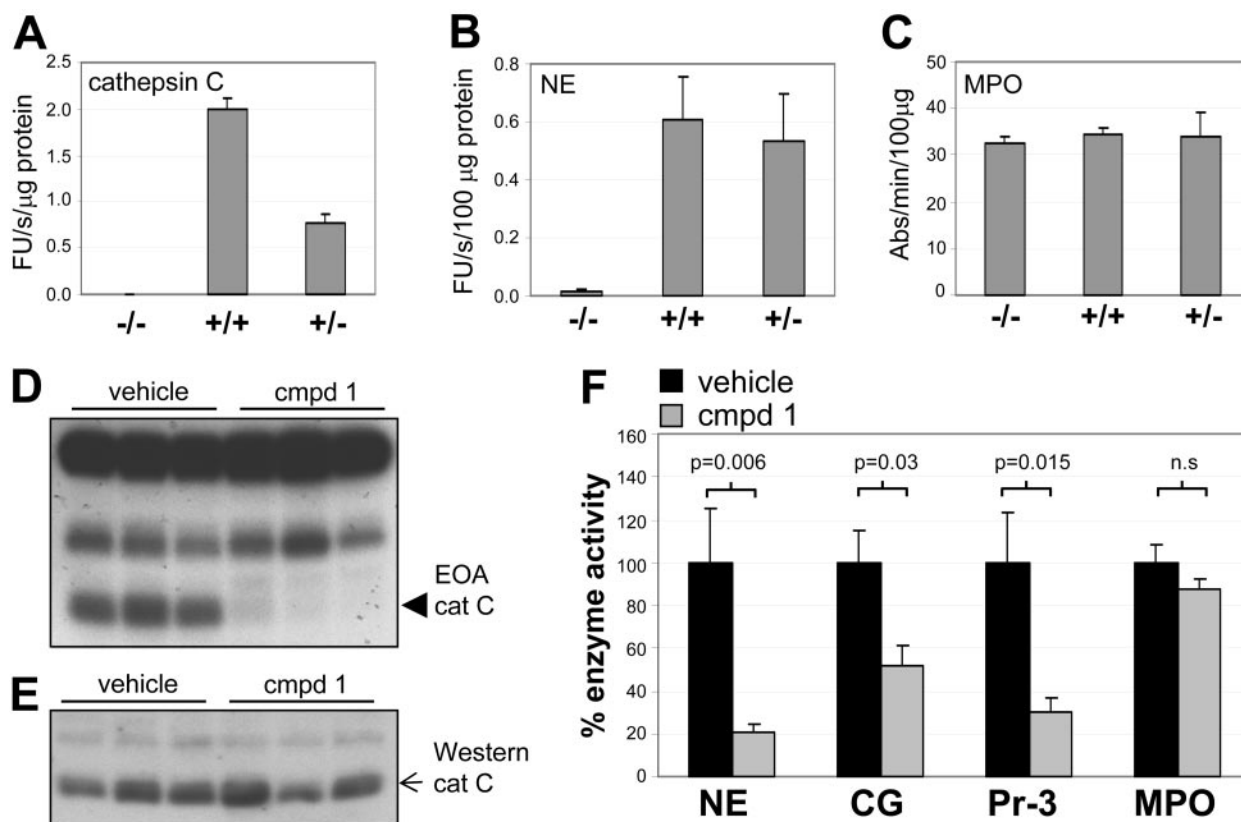 A
cathepsin C
FU/s/µg protein
2.5
2.0
1.5
1.0
0.5
0.0
-/- +/+ +/-
B
NE
FU/s/100 µg protein
0.8
0.6
0.4
0.2
0.0
-/- +/+ +/-
C
MPO
Abs/min/100µg
50
40
30
20
10
0
-/- +/+ +/-
D
vehicle cmpd 1
EOA
cat C
E
vehicle cmpd 1
Western
cat C
F
vehicle
cmpd 1
% enzyme activity
160
140
120
100
80
60
40
20
0
p=0.006 p=0.03 p=0.015 n.s
NE CG Pr-3 MPO